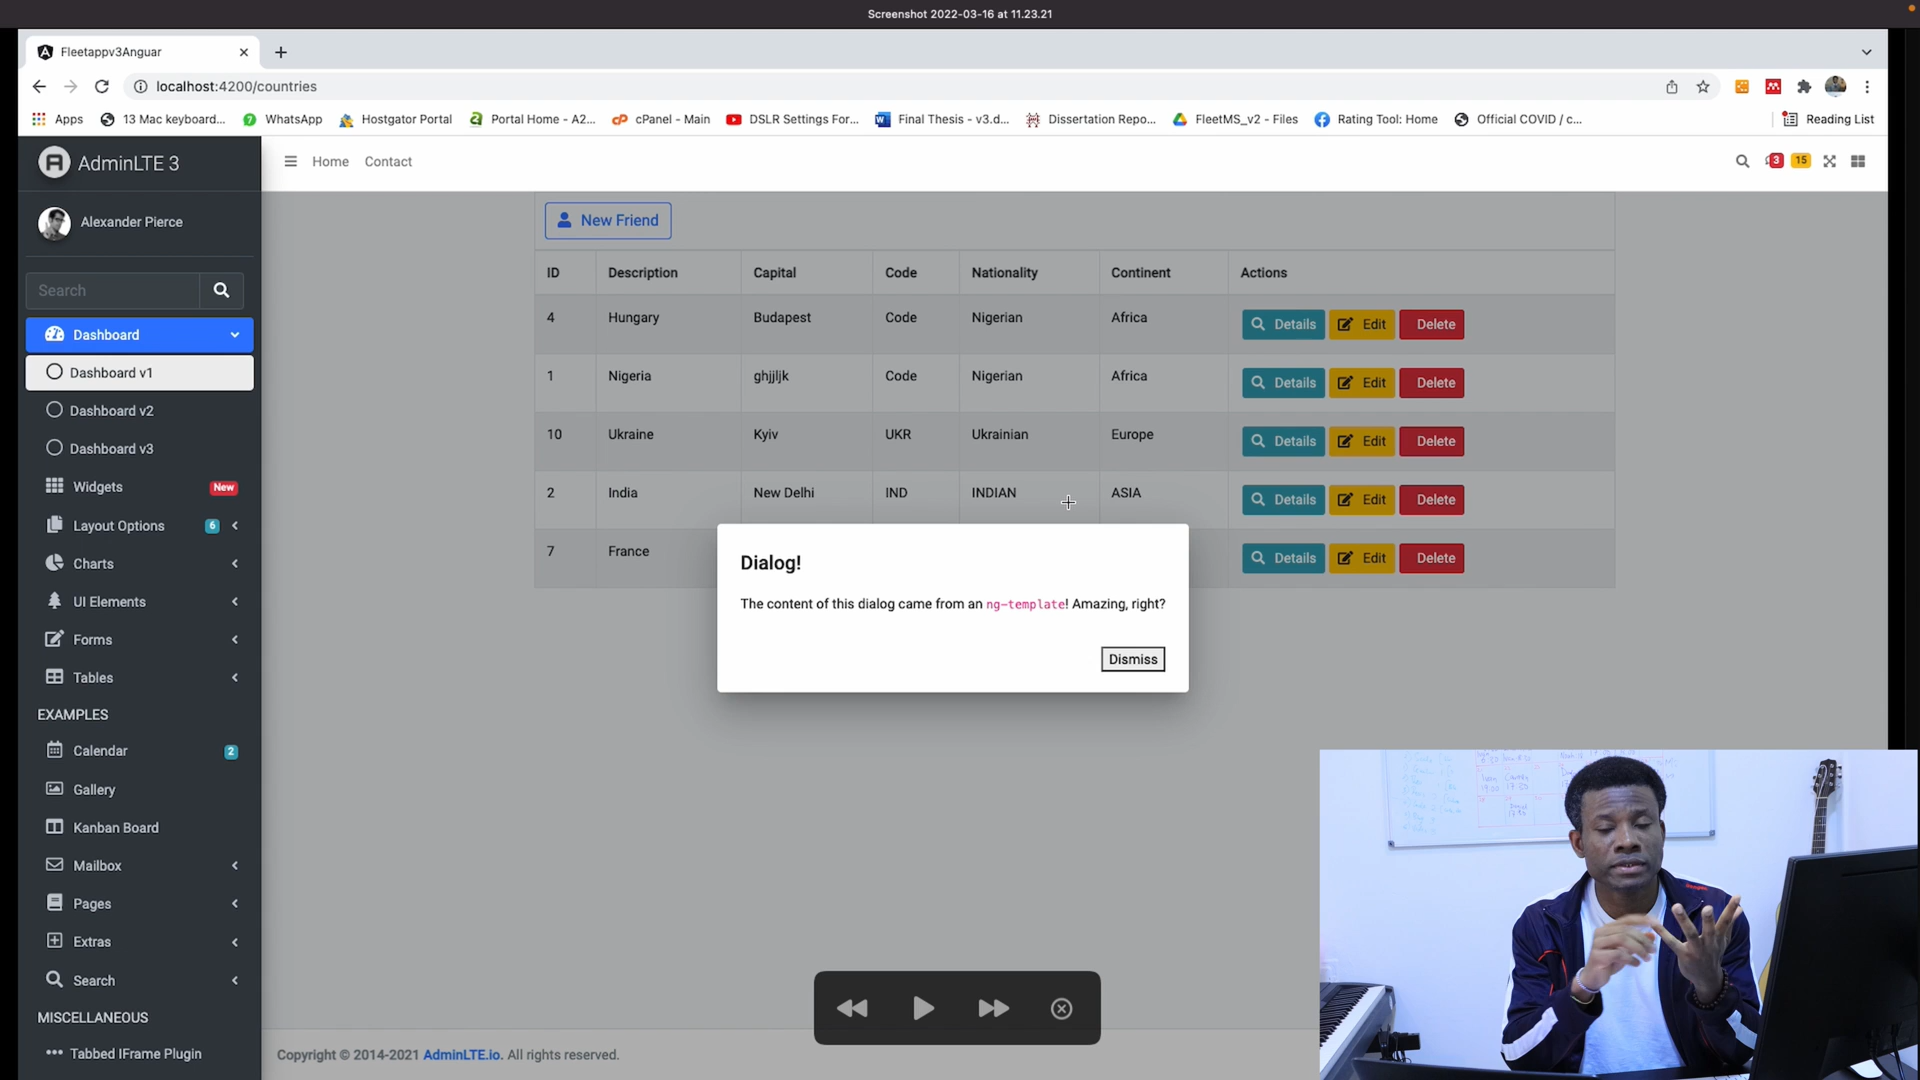 Screenshot 2022-03-16 at 11.23.21
Fleetappv3Anguar
localhost:4200/countries
Apps 13 Mac keyboard... WhatsApp Hostgator Portal Portal Home - A2... cPanel - Main DSLR Settings For... Final Thesis - v3.d... Dissertation Repo... FleetMS_v2 - Files Rating Tool: Home Official COVID / c... Reading List
AdminLTE 3
Home Contact
3 15
Alexander Pierce
Search
Dashboard
Dashboard v1
Dashboard v2
Dashboard v3
Widgets New
Layout Options 6
Charts
UI Elements
Forms
Tables
EXAMPLES
Calendar 2
Gallery
Kanban Board
Mailbox
Pages
Extras
Search
MISCELLANEOUS
Tabbed IFrame Plugin
New Friend
ID Description Capital Code Nationality Continent Actions
4 Hungary Budapest Code Nigerian Africa Details Edit Delete
1 Nigeria ghjjljk Code Nigerian Africa Details Edit Delete
10 Ukraine Kyiv UKR Ukrainian Europe Details Edit Delete
2 India New Delhi IND INDIAN ASIA Details Edit Delete
7 France Details Edit Delete
Dialog!
The content of this dialog came from an ng-template! Amazing, right?
Dismiss
Copyright © 2014-2021 AdminLTE.io. All rights reserved.